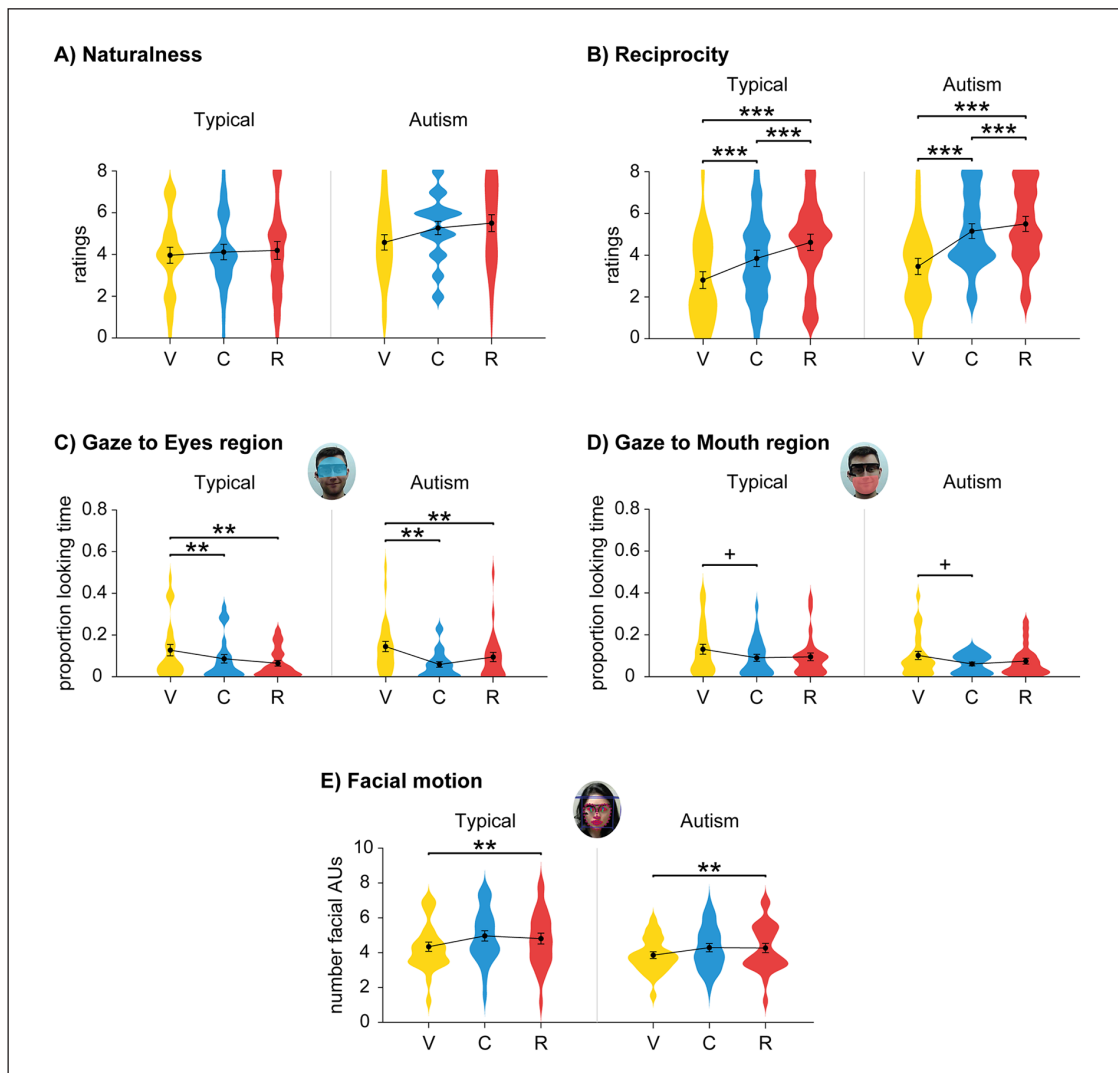 A) Naturalness
Typical
Autism
ratings
8
6
4
2
0
V C R
V C R
B) Reciprocity
Typical
Autism
***
***
***
***
***
***
ratings
8
6
4
2
0
V C R
V C R
C) Gaze to Eyes region
Typical
Autism
**
**
**
**
proportion looking time
0.8
0.6
0.4
0.2
0
V C R
V C R
D) Gaze to Mouth region
Typical
Autism
+
+
proportion looking time
0.8
0.6
0.4
0.2
0
V C R
V C R
E) Facial motion
Typical
Autism
**
**
number facial AUs
10
8
6
4
2
0
V C R
V C R